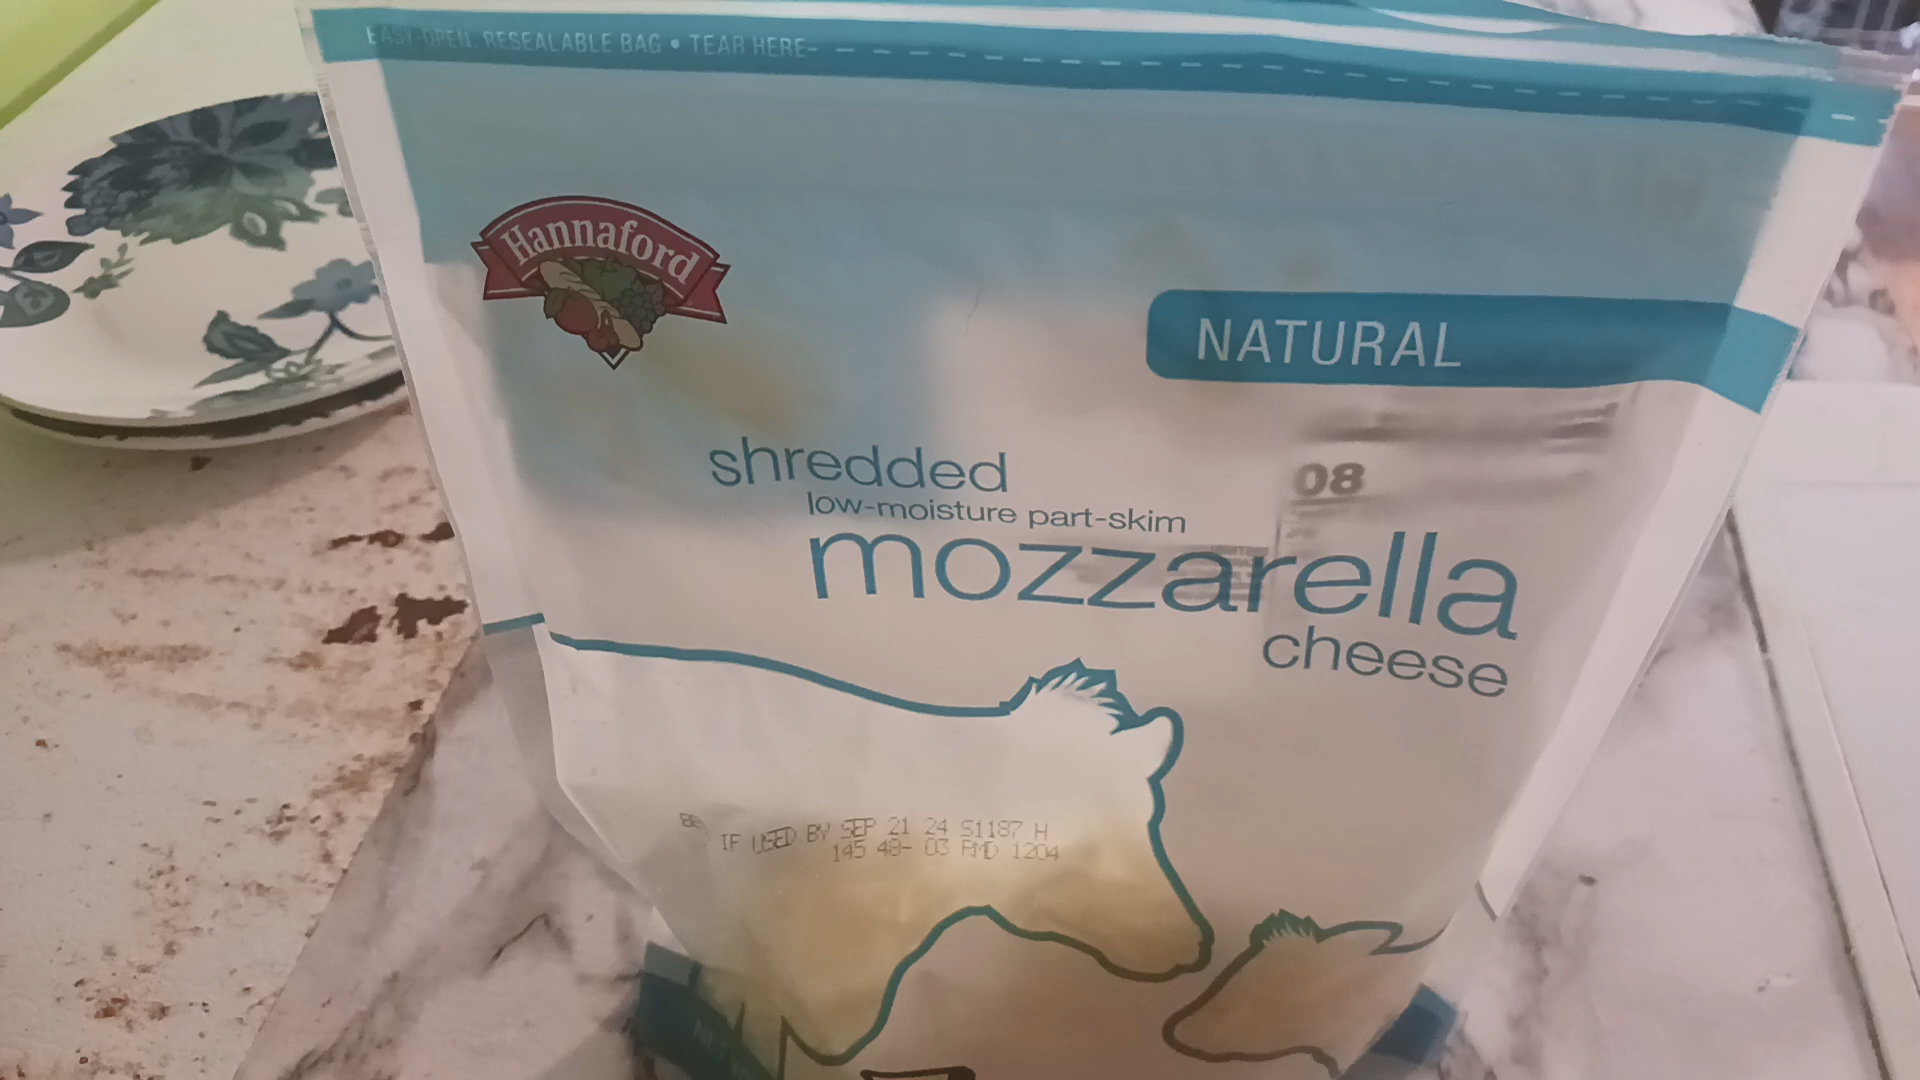 EASY OPEN RESEALABLE BAG • TEAR HERE
Hannaford
NATURAL
shredded
low-moisture part-skim
mozzarella
cheese
08
IF USED BY SEP 21 24 51187 H
145 48- 03 RMD 1204